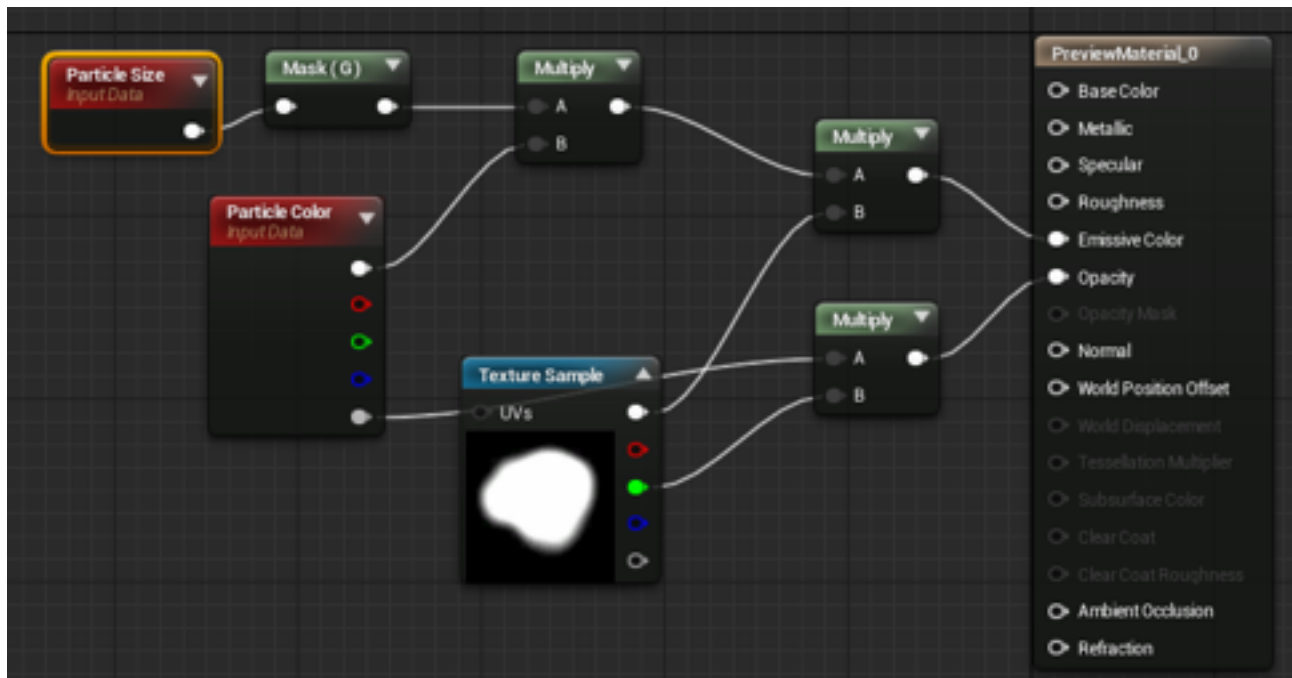 Particle Size
Input Data
Mask ( G )
Multiply
A
B
Particle Color
Input Data
Texture Sample
UVs
Multiply
A
B
Multiply
A
B
PreviewMaterial_0
Base Color
Metallic
Specular
Roughness
Emissive Color
Opacity
Opacity Mask
Normal
World Position Offset
World Displacement
Tessellation Multiplier
Subsurface Color
Clear Coat
Clear Coat Roughness
Ambient Occlusion
Refraction